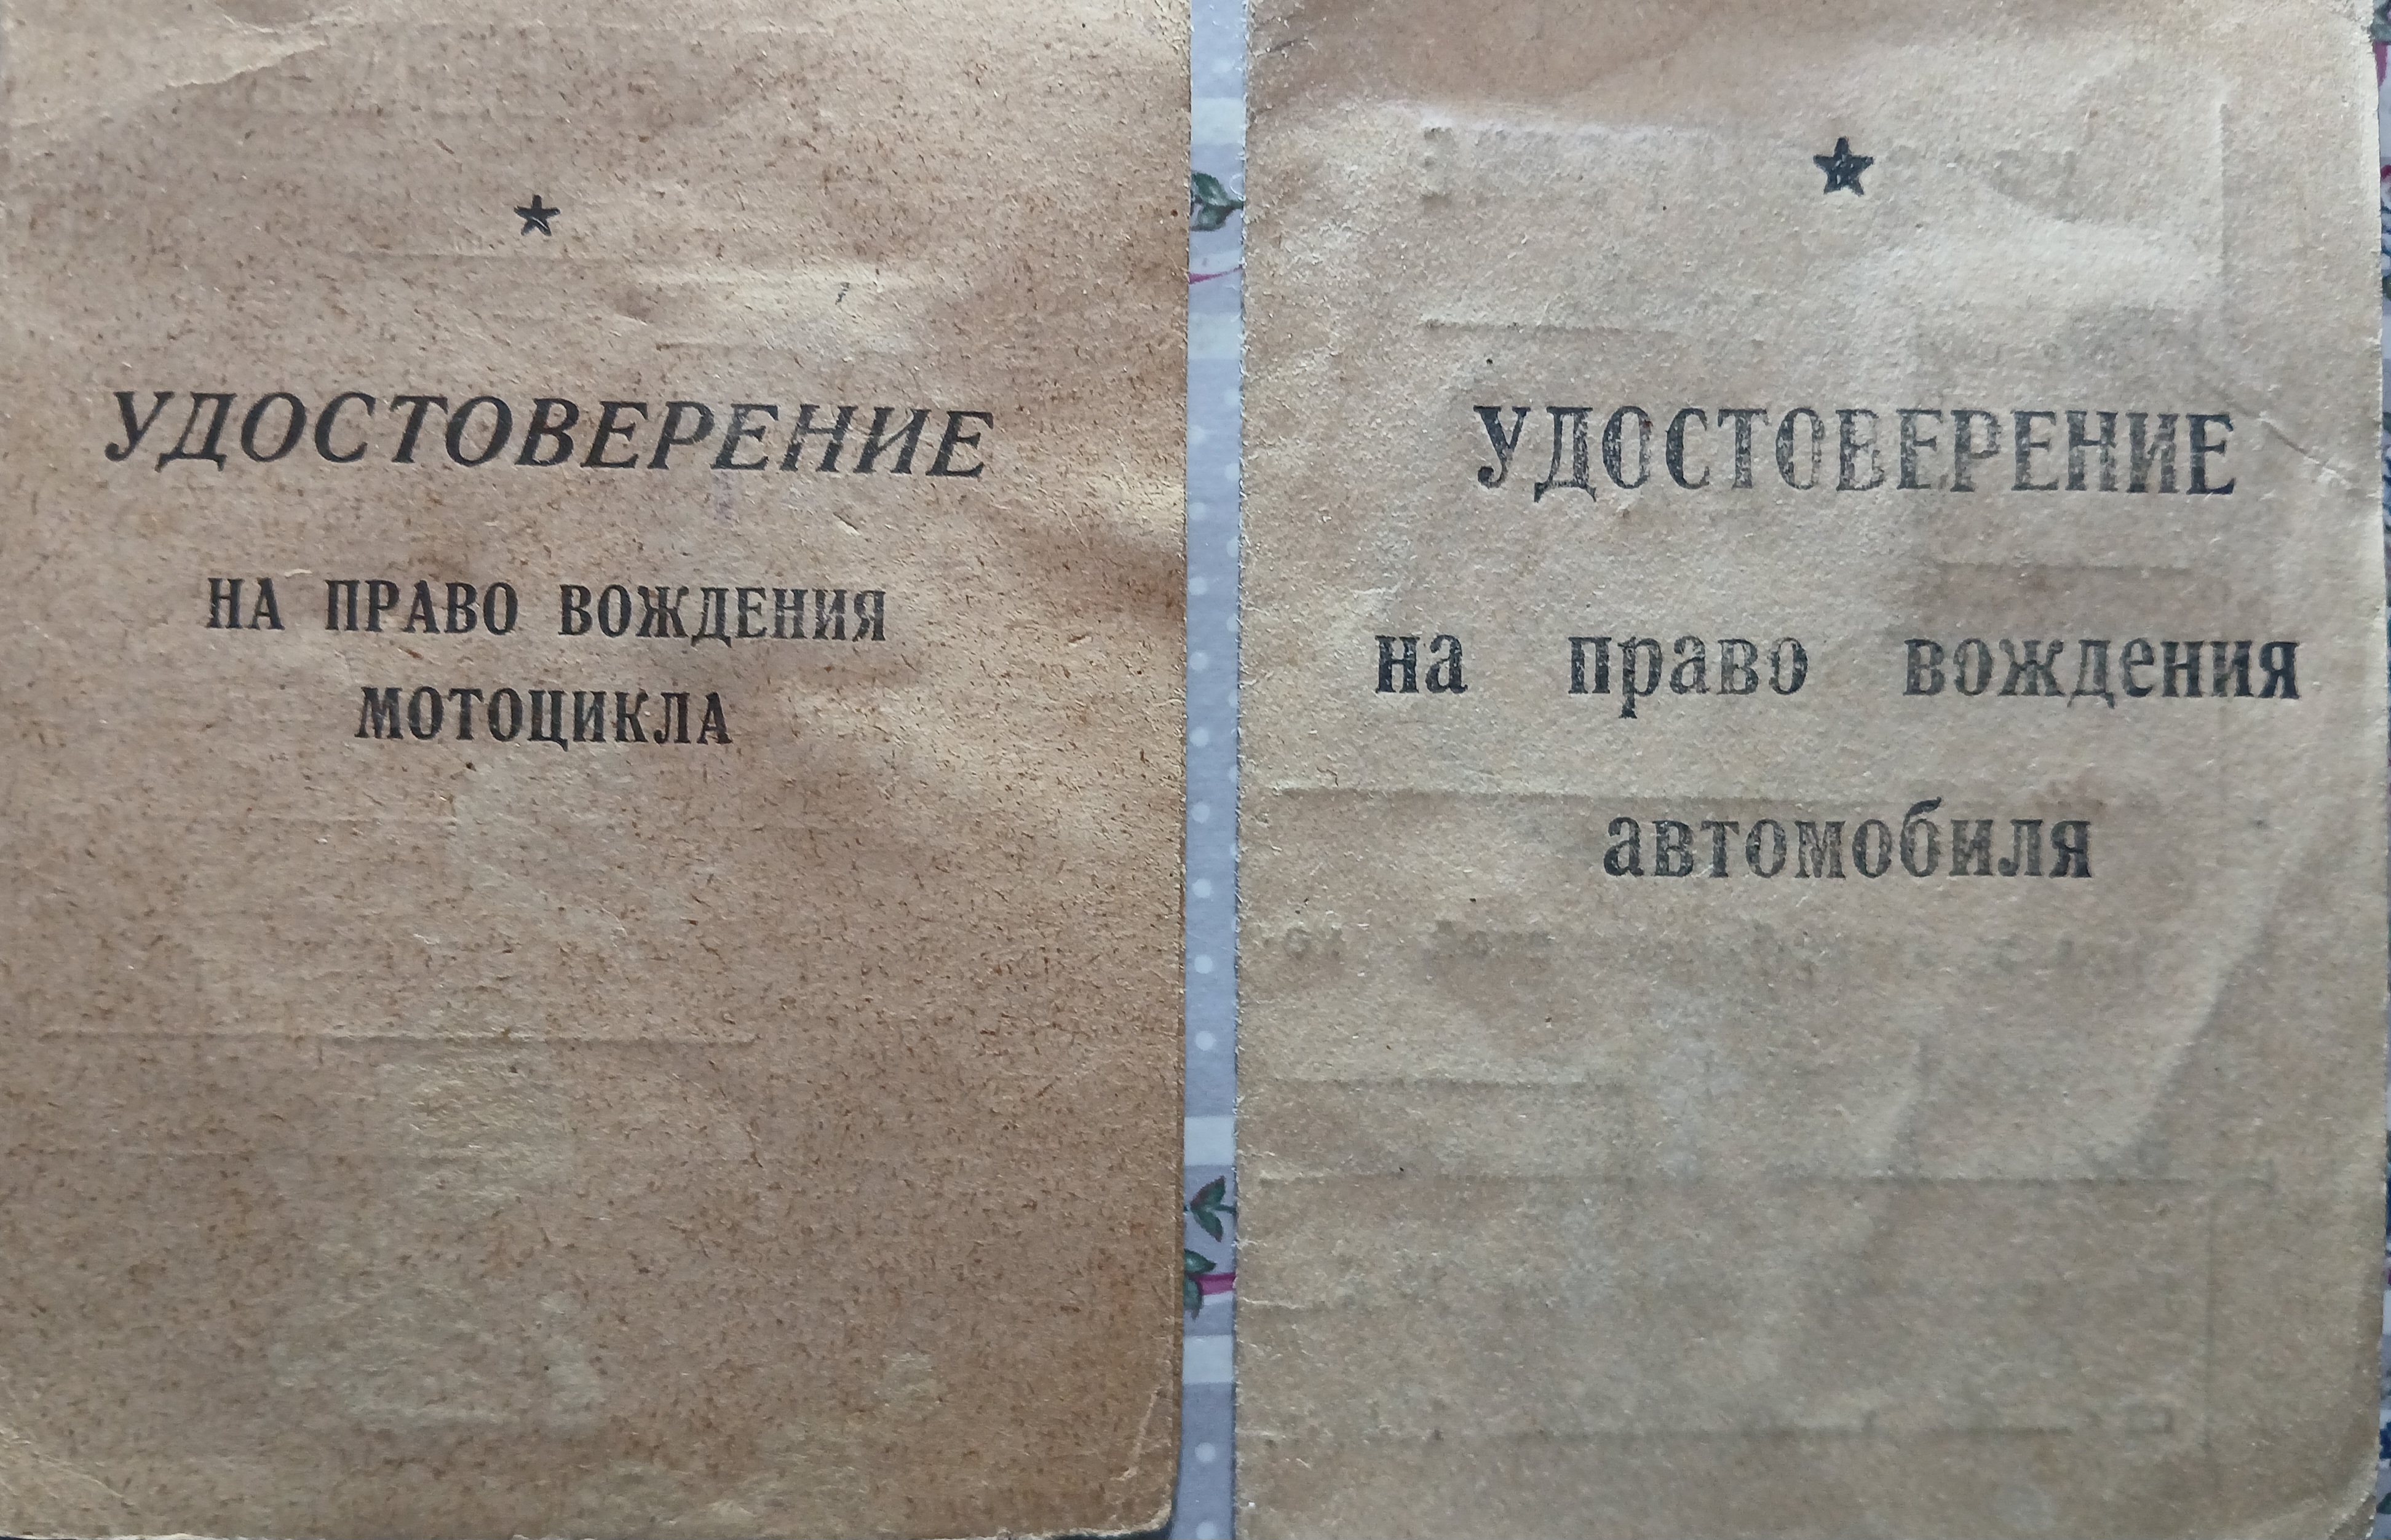 УДОСТОВЕРЕНИЕ
НА ПРАВО ВОЖДЕНИЯ
МОТОЦИКЛА
УДОСТОВЕРЕНИЕ
на право вождения
автомобиля